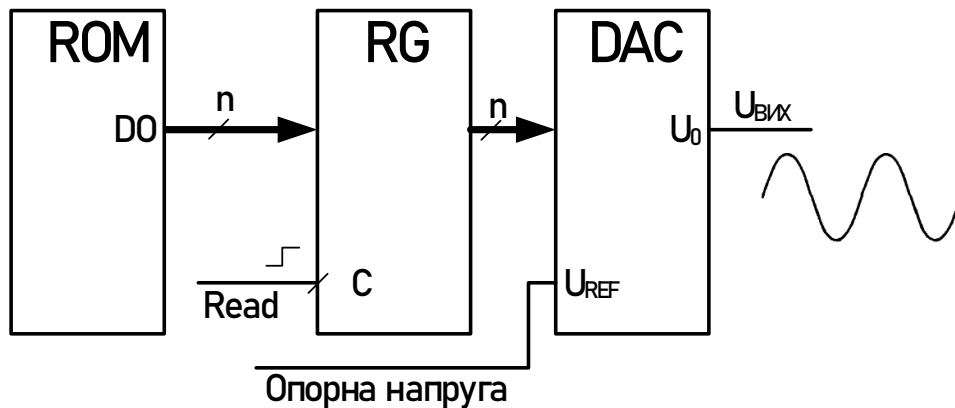 ROM
RG
DAC
n
n
DO
U0
UВИХ
Read
C
UREF
Опорна напруга